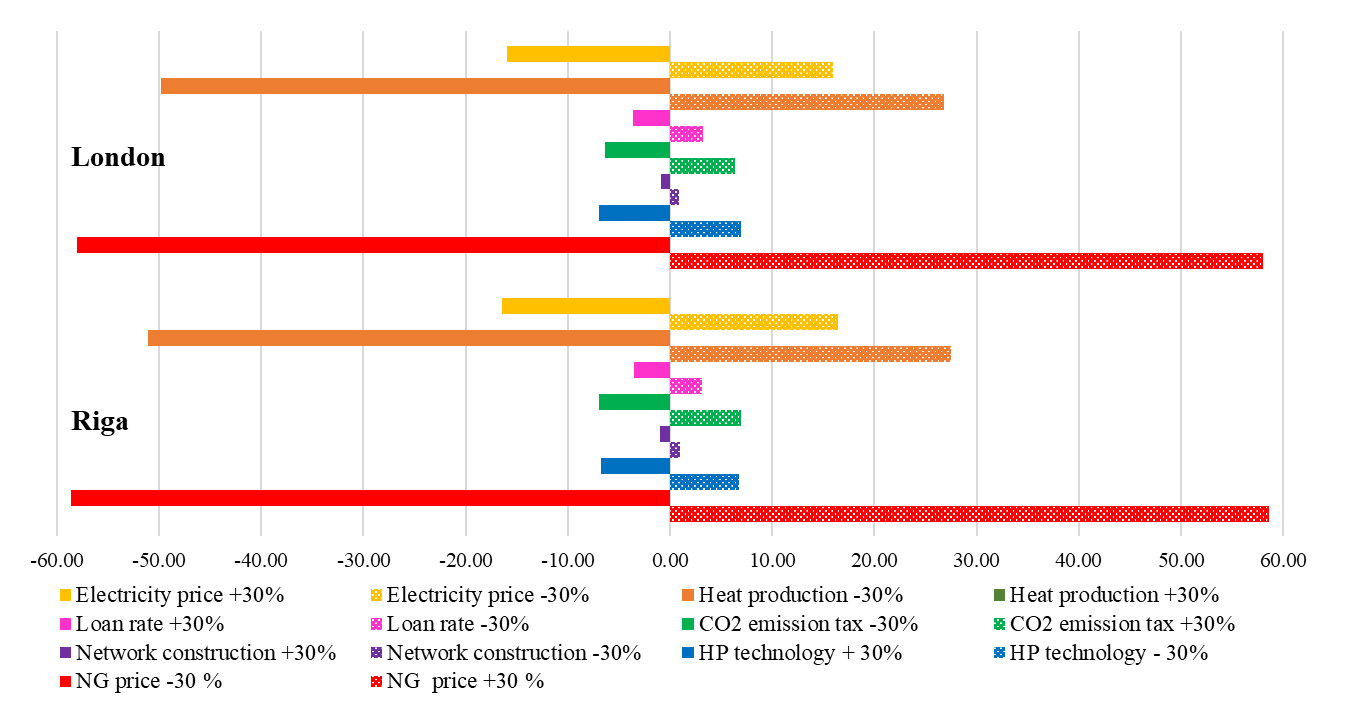 London
Riga
-60.00 -50.00 -40.00 -30.00 -20.00 -10.00 0.00 10.00 20.00 30.00 40.00 50.00 60.00
Electricity price +30% Electricity price -30% Heat production -30% Heat production +30%
Loan rate +30% Loan rate -30% CO2 emission tax -30% CO2 emission tax +30%
Network construction +30% Network construction -30% HP technology + 30% HP technology - 30%
NG price -30 % NG  price +30 %